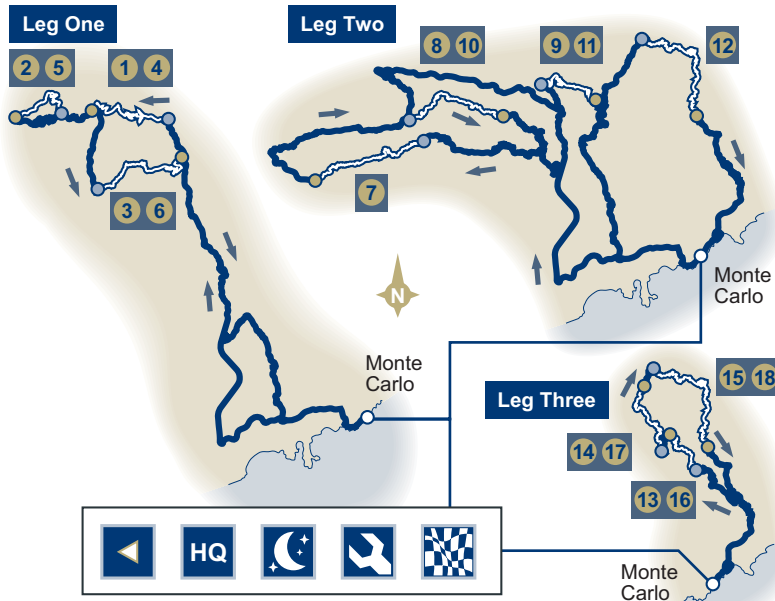 Leg One
2 5
1 4
3 6
Monte
Carlo
Leg Two
8 10
9 11
12
7
N
Monte
Carlo
Leg Three
15 18
14 17
13 16
Monte
Carlo
HQ